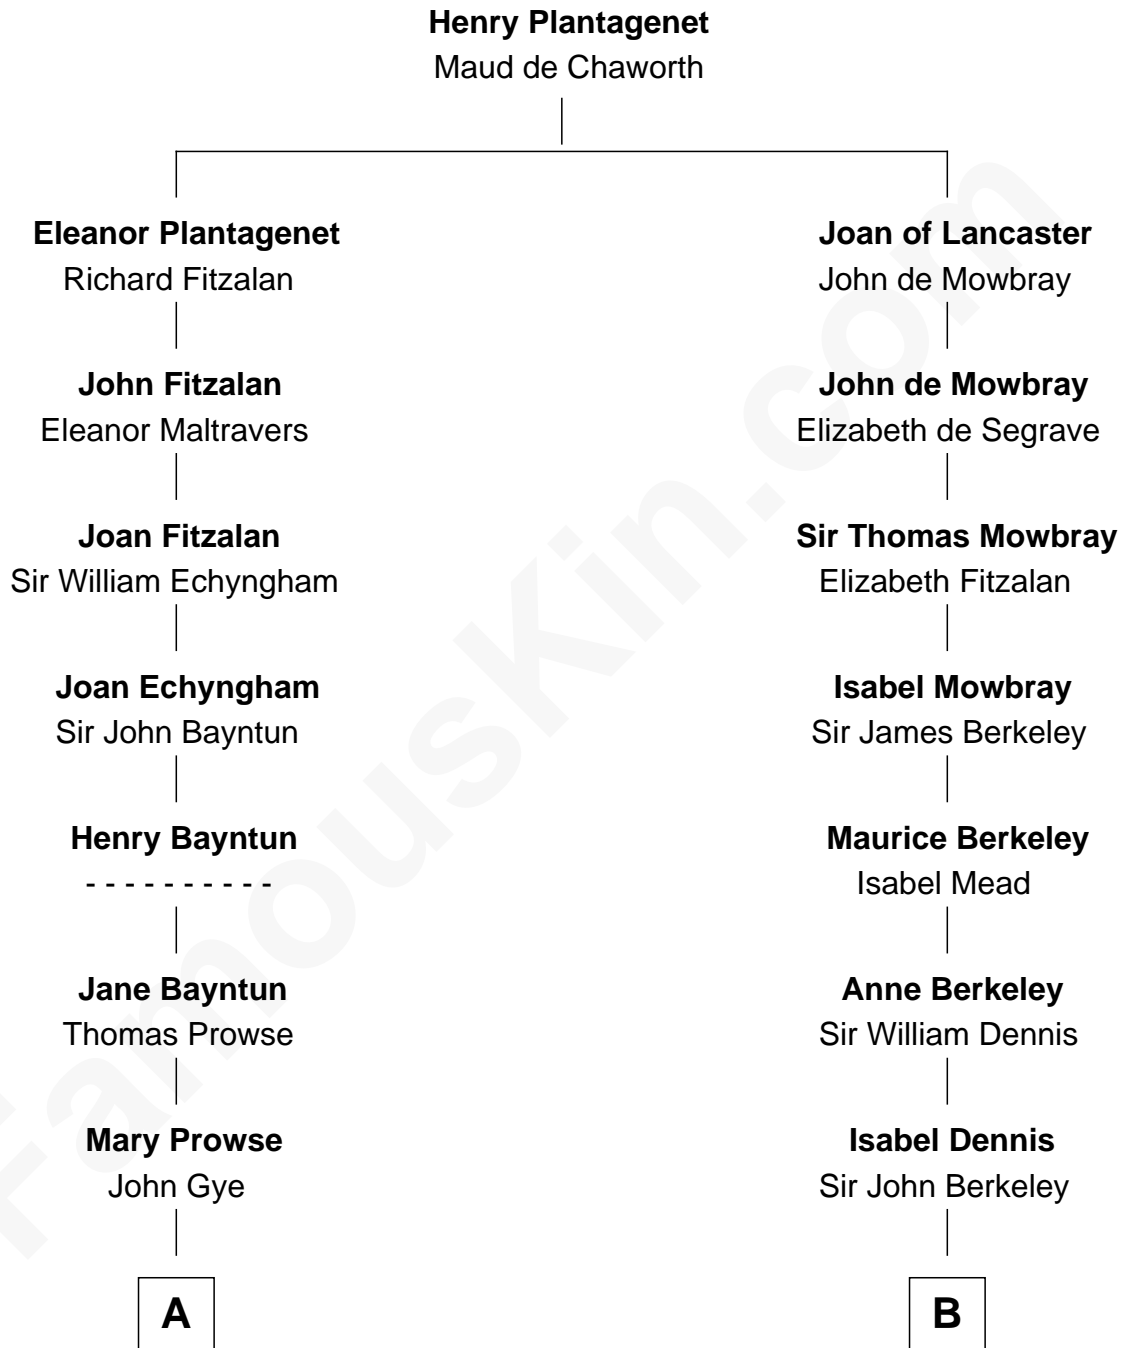 Henry Plantagenet
Maud de Chaworth
Eleanor Plantagenet
Richard Fitzalan
John Fitzalan
Eleanor Maltravers
Joan Fitzalan
Sir William Echyngham
Joan Echyngham
Sir John Bayntun
Henry Bayntun
- - - - - - - - - -
Jane Bayntun
Thomas Prowse
Mary Prowse
John Gye
A
Joan of Lancaster
John de Mowbray
John de Mowbray
Elizabeth de Segrave
Sir Thomas Mowbray
Elizabeth Fitzalan
Isabel Mowbray
Sir James Berkeley
Maurice Berkeley
Isabel Mead
Anne Berkeley
Sir William Dennis
Isabel Dennis
Sir John Berkeley
B
FamousKin.com